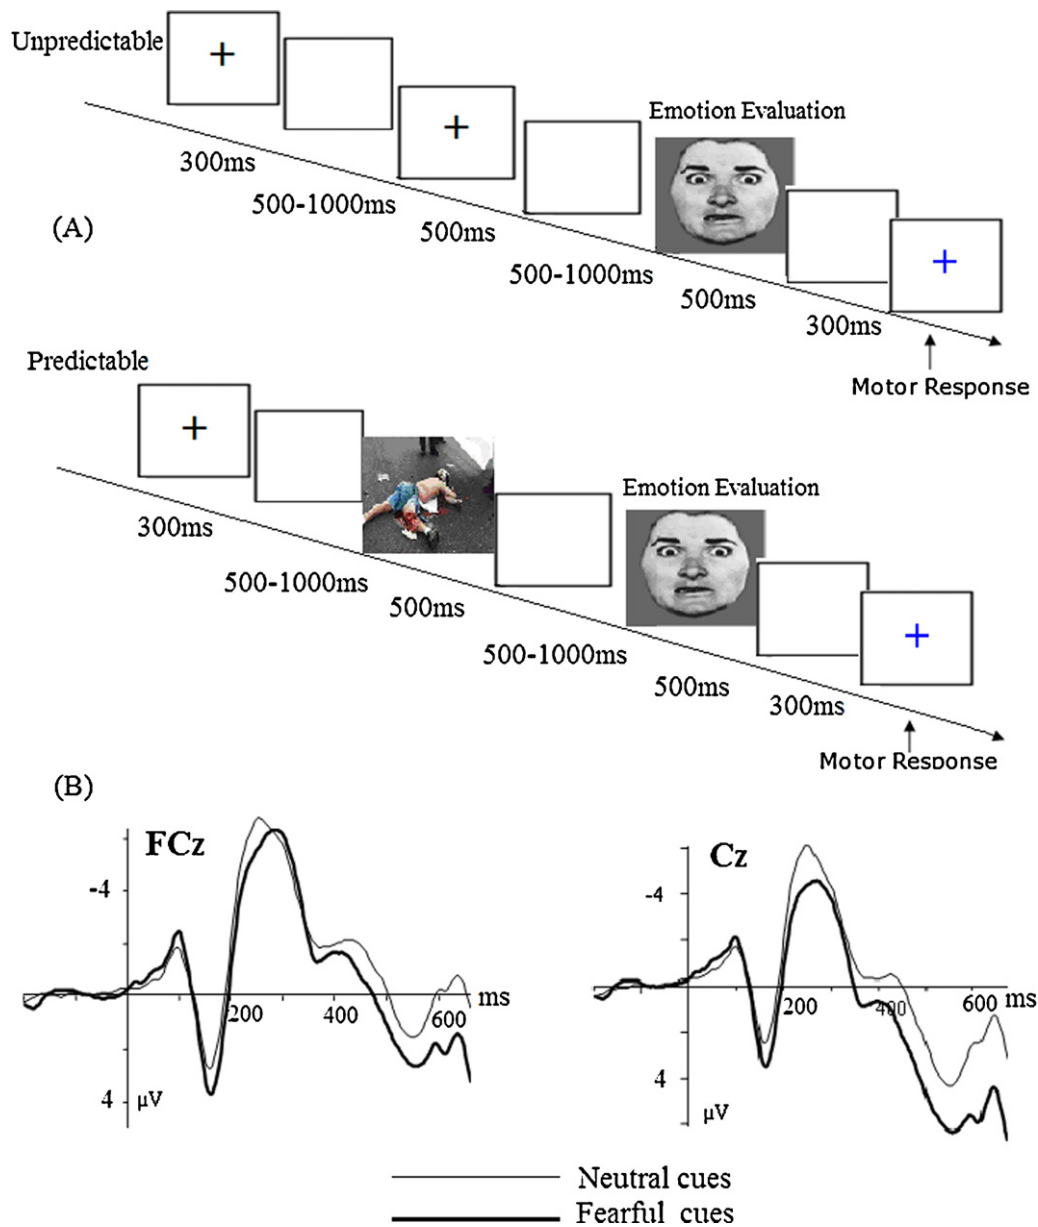 Unpredictable
Emotion Evaluation
300ms
500-1000ms
(A)
500ms
500-1000ms
500ms
300ms
Motor Response
Predictable
Emotion Evaluation
300ms
500-1000ms
500ms
500-1000ms
500ms
300ms
Motor Response
(B)
FCz
-4
200
400
600
ms
4
μV
Cz
-4
200
400
600
ms
4
μV
Neutral cues
Fearful cues